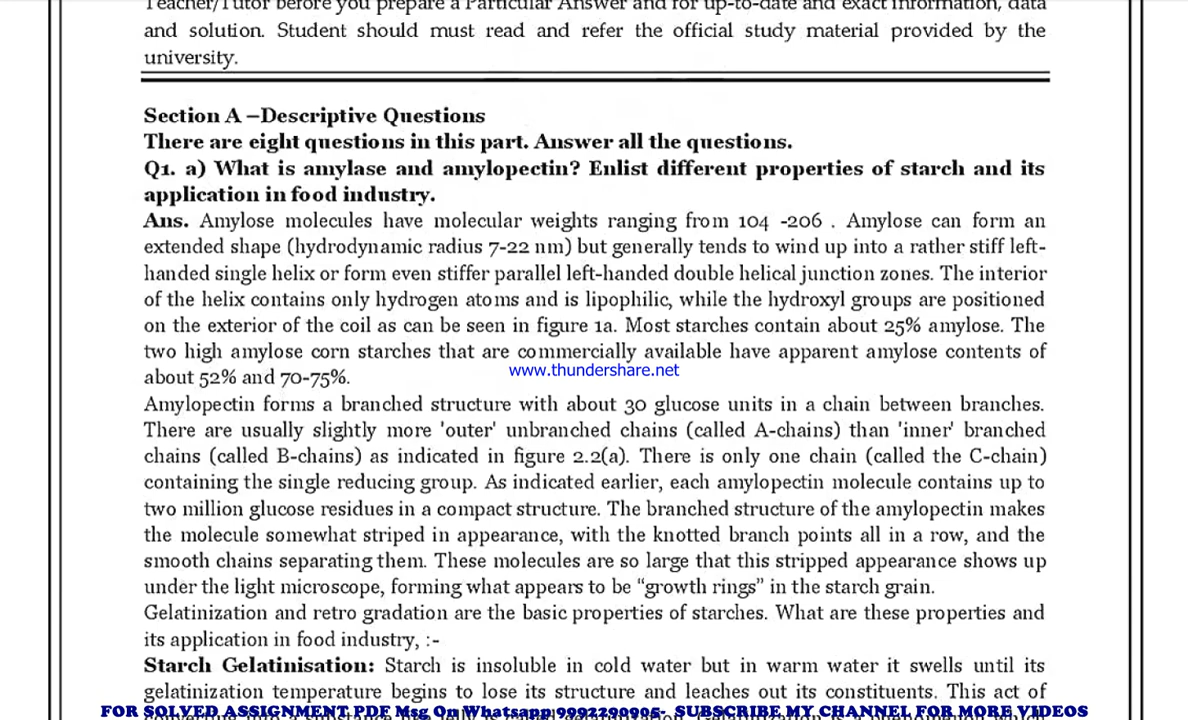 Teacher/Tutor before you prepare a Particular Answer and for up-to-date and exact information, data
and solution. Student should must read and refer the official study material provided by the
university.
Section A –Descriptive Questions
There are eight questions in this part. Answer all the questions.
Q1. a) What is amylase and amylopectin? Enlist different properties of starch and its
application in food industry.
Ans. Amylose molecules have molecular weights ranging from 104 -206 . Amylose can form an
extended shape (hydrodynamic radius 7-22 nm) but generally tends to wind up into a rather stiff left-
handed single helix or form even stiffer parallel left-handed double helical junction zones. The interior
of the helix contains only hydrogen atoms and is lipophilic, while the hydroxyl groups are positioned
on the exterior of the coil as can be seen in figure 1a. Most starches contain about 25% amylose. The
two high amylose corn starches that are commercially available have apparent amylose contents of
about 52% and 70-75%.
www.thundershare.net
Amylopectin forms a branched structure with about 30 glucose units in a chain between branches.
There are usually slightly more 'outer' unbranched chains (called A-chains) than 'inner' branched
chains (called B-chains) as indicated in figure 2.2(a). There is only one chain (called the C-chain)
containing the single reducing group. As indicated earlier, each amylopectin molecule contains up to
two million glucose residues in a compact structure. The branched structure of the amylopectin makes
the molecule somewhat striped in appearance, with the knotted branch points all in a row, and the
smooth chains separating them. These molecules are so large that this stripped appearance shows up
under the light microscope, forming what appears to be “growth rings” in the starch grain.
Gelatinization and retro gradation are the basic properties of starches. What are these properties and
its application in food industry, :-
Starch Gelatinisation: Starch is insoluble in cold water but in warm water it swells until its
gelatinization temperature begins to lose its structure and leaches out its constituents. This act of
FOR SOLVED ASSIGNMENT PDF Msg On Whatsapp 9992290905- SUBSCRIBE MY CHANNEL FOR MORE VIDEOS